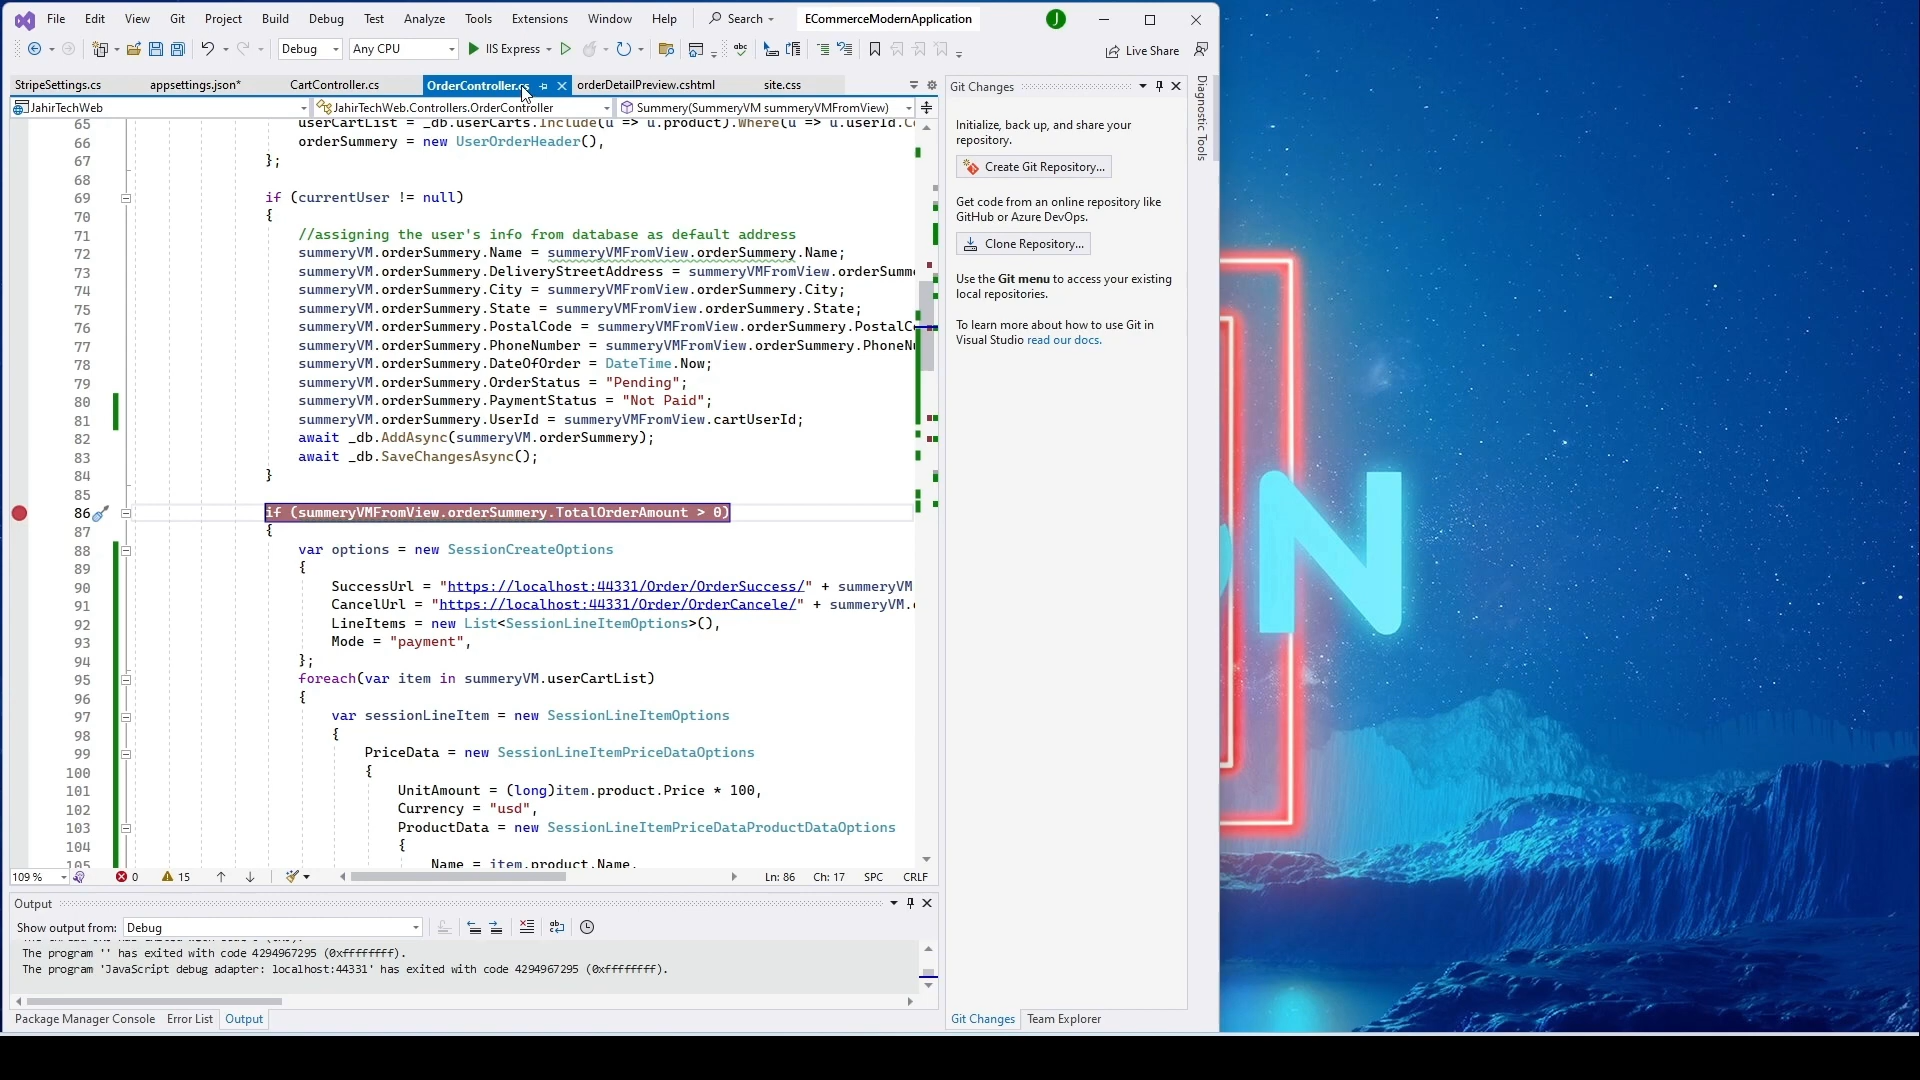 File Edit View Git Project Build Debug Test Analyze Tools Extensions Window Help Search ECommerceModernApplication J
Debug Any CPU IIS Express Live Share
StripeSettings.cs appsettings.json* CartController.cs OrderController.cs orderDetailPreview.cshtml site.css
JahirTechWeb JahirTechWeb.Controllers.OrderController Summery(SummeryVM summeryVMFromView)
65 userCartList = _db.userCarts.Include(u => u.product).Where(u => u.userId.
66 orderSummery = new UserOrderHeader(),
67 };
68
69 if (currentUser != null)
70 {
71 //assigning the user's info from database as default address
72 summeryVM.orderSummery.Name = summeryVMFromView.orderSummery.Name;
73 summeryVM.orderSummery.DeliveryStreetAddress = summeryVMFromView.orderSumm
74 summeryVM.orderSummery.City = summeryVMFromView.orderSummery.City;
75 summeryVM.orderSummery.State = summeryVMFromView.orderSummery.State;
76 summeryVM.orderSummery.PostalCode = summeryVMFromView.orderSummery.PostalC
77 summeryVM.orderSummery.PhoneNumber = summeryVMFromView.orderSummery.PhoneN
78 summeryVM.orderSummery.DateOfOrder = DateTime.Now;
79 summeryVM.orderSummery.OrderStatus = "Pending";
80 summeryVM.orderSummery.PaymentStatus = "Not Paid";
81 summeryVM.orderSummery.UserId = summeryVMFromView.cartUserId;
82 await _db.AddAsync(summeryVM.orderSummery);
83 await _db.SaveChangesAsync();
84 }
85
86 if (summeryVMFromView.orderSummery.TotalOrderAmount > 0)
87 {
88 var options = new SessionCreateOptions
89 {
90 SuccessUrl = "https://localhost:44331/Order/OrderSuccess/" + summeryVM
91 CancelUrl = "https://localhost:44331/Order/OrderCancele/" + summeryVM.
92 LineItems = new List<SessionLineItemOptions>(),
93 Mode = "payment",
94 };
95 foreach(var item in summeryVM.userCartList)
96 {
97 var sessionLineItem = new SessionLineItemOptions
98 {
99 PriceData = new SessionLineItemPriceDataOptions
100 {
101 UnitAmount = (long)item.product.Price * 100,
102 Currency = "usd",
103 ProductData = new SessionLineItemPriceDataProductDataOptions
104 {
105 Name = item.product.Name,
109 % 0 15 Ln: 86 Ch: 17 SPC CRLF
Output
Show output from: Debug
The program '' has exited with code 4294967295 (0xffffffff).
The program 'JavaScript debug adapter: localhost:44331' has exited with code 4294967295 (0xffffffff).
Package Manager Console Error List Output
Git Changes
Initialize, back up, and share your
repository.
Create Git Repository...
Get code from an online repository like
GitHub or Azure DevOps.
Clone Repository...
Use the Git menu to access your existing
local repositories.
To learn more about how to use Git in
Visual Studio read our docs.
Git Changes Team Explorer
Diagnostic Tools
N